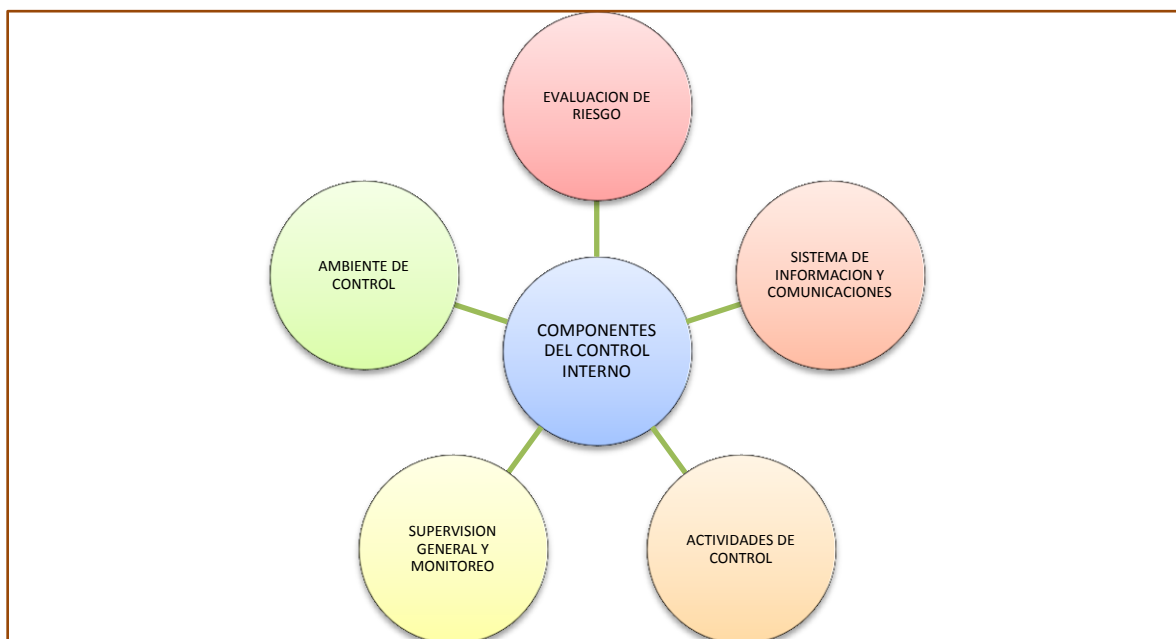 EVALUACION DE
RIESGO
AMBIENTE DE
CONTROL
SISTEMA DE
INFORMACION Y
COMUNICACIONES
COMPONENTES
DEL CONTROL
INTERNO
SUPERVISION
GENERAL Y
MONITOREO
ACTIVIDADES DE
CONTROL